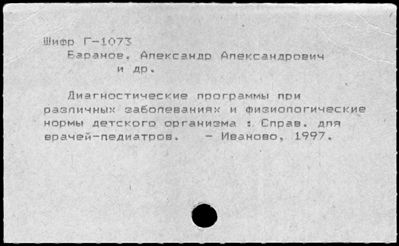 Шифр Г-1073
Баранов, Александр Александрович
и др.
Диагностические программы при
различных заболеваниях и физиологические
нормы детского организма : Справ. для
врачей-педиатров. - Иваново, 1997.